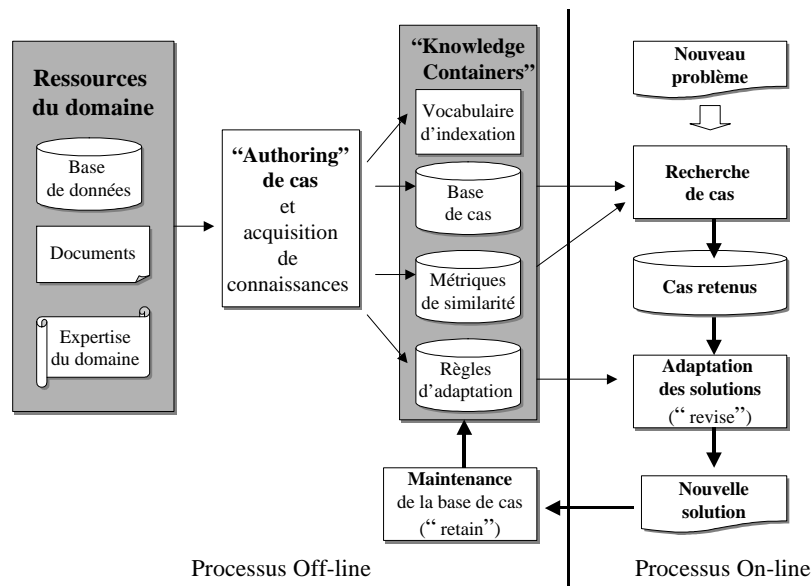 Ressources
du domaine
Base
de données
Documents
Expertise
du domaine
“Authoring”
de cas
et
acquisition
de
connaissances
“Knowledge
Containers”
Vocabulaire
d’indexation
Base
de cas
Métriques
de similarité
Règles
d’adaptation
Maintenance
de la base de cas
(“ retain”)
Nouveau
problème
Recherche
de cas
Cas retenus
Adaptation
des solutions
(“ revise”)
Nouvelle
solution
Processus Off-line
Processus On-line